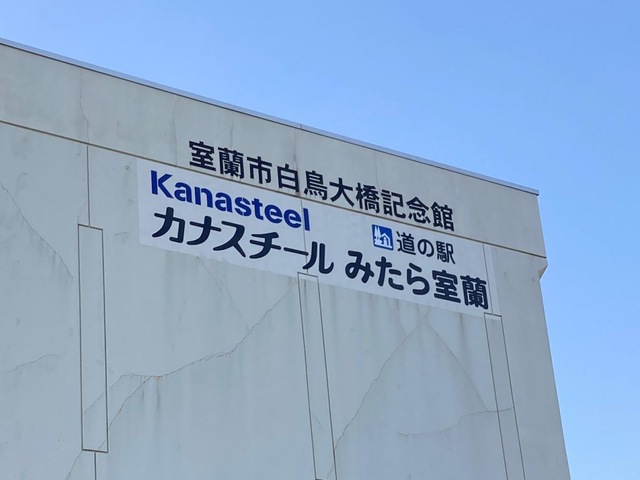 室蘭市白鳥大橋記念館
Kanasteel
道の駅
カナスチール みたら室蘭